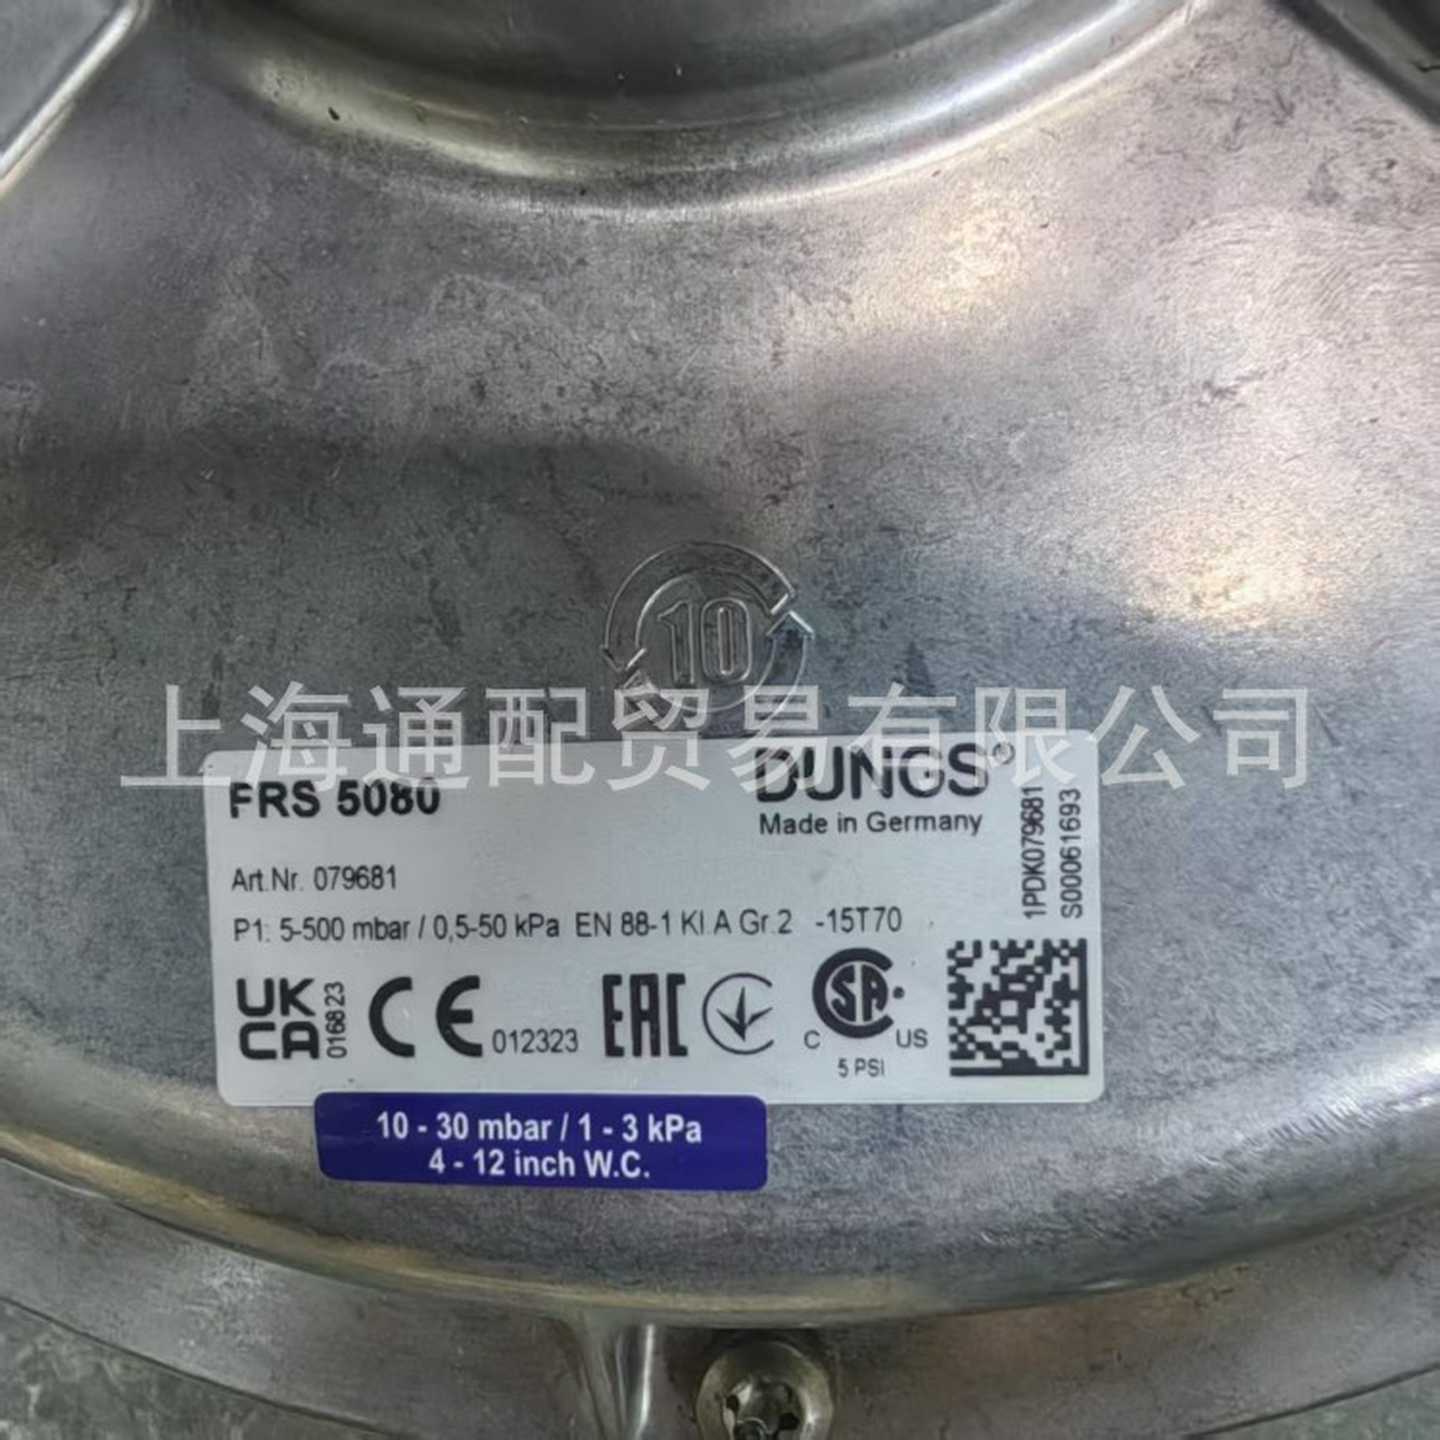 10
上海通配贸易有限公司
FRS 5080
DUNGS®
Made in Germany
Art.Nr. 079681
P1: 5-500 mbar / 0,5-50 kPa EN 88-1 Kl.A Gr.2 -15T70
1PDK079681
S00061693
UK
CA
016823
CE
012323
EAC
CSA
C US
5 PSI
10 - 30 mbar / 1 - 3 kPa
4 - 12 inch W.C.